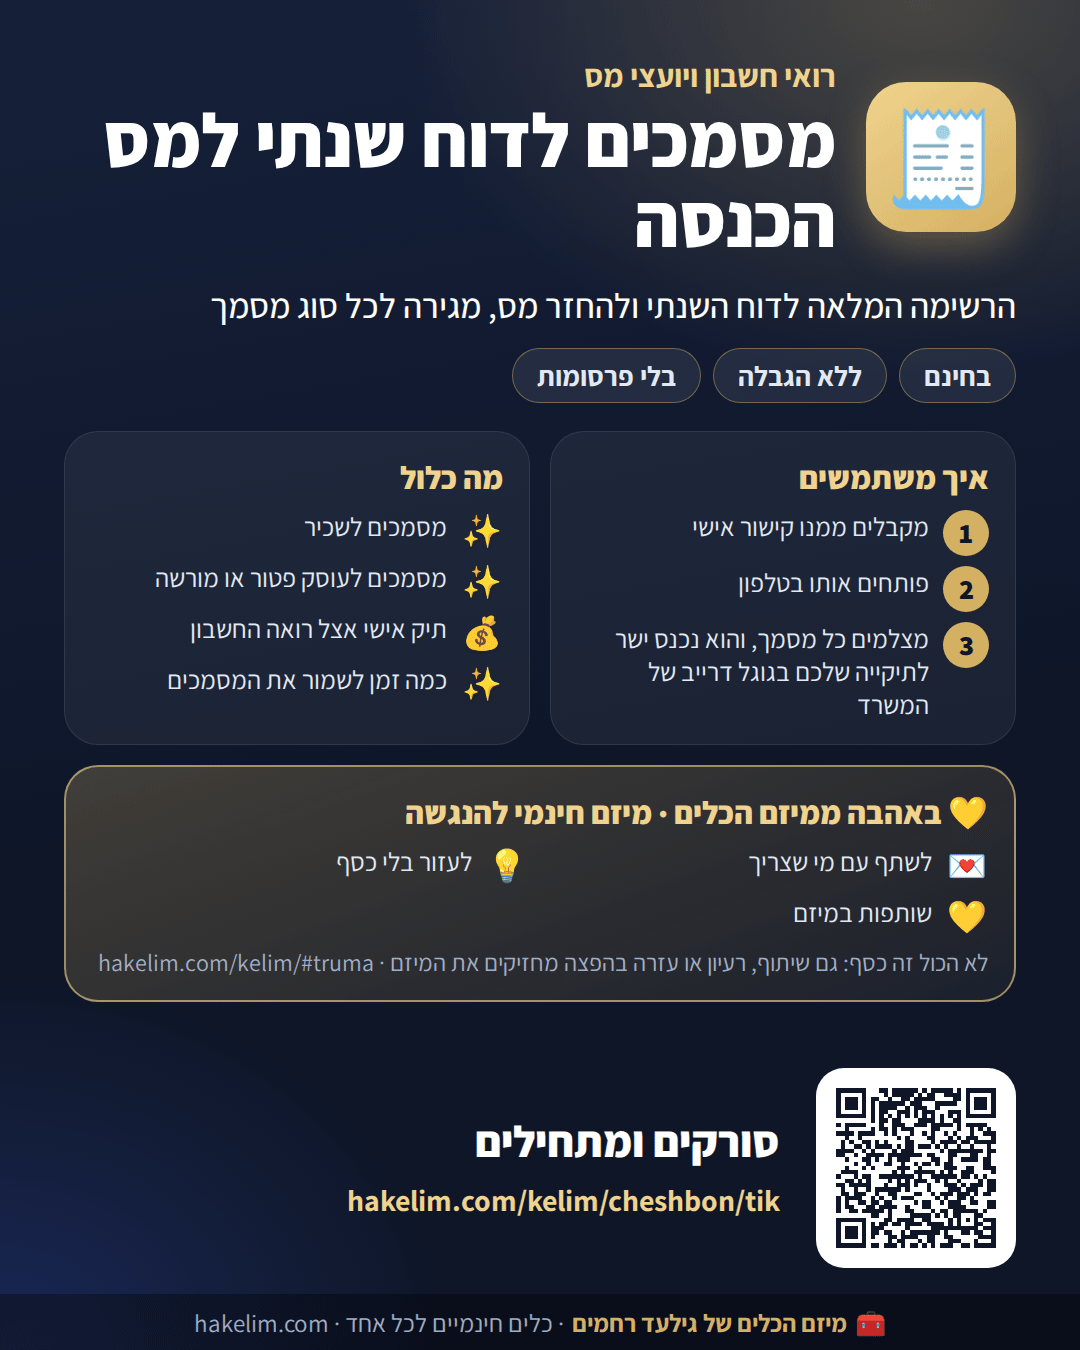 רואי חשבון ויועצי מס
מסמכים לדוח שנתי למס
הכנסה
הרשימה המלאה לדוח השנתי ולהחזר מס, מגירה לכל סוג מסמך
בחינם
ללא הגבלה
בלי פרסומות
איך משתמשים
1 מקבלים ממנו קישור אישי
2 פותחים אותו בטלפון
3 מצלמים כל מסמך, והוא נכנס ישר
לתיקייה שלכם בגוגל דרייב של
המשרד
מה כלול
מסמכים לשכיר
מסמכים לעוסק פטור או מורשה
תיק אישי אצל רואה החשבון
כמה זמן לשמור את המסמכים
באהבה ממיזם הכלים · מיזם חינמי להנגשה
לשתף עם מי שצריך
לעזור בלי כסף
שותפות במיזם
לא הכול זה כסף: גם שיתוף, רעיון או עזרה בהפצה מחזיקים את המיזם · hakelim.com/kelim/#truma
סורקים ומתחילים
hakelim.com/kelim/cheshbon/tik
מיזם הכלים של גילעד רחמים · כלים חינמיים לכל אחד · hakelim.com